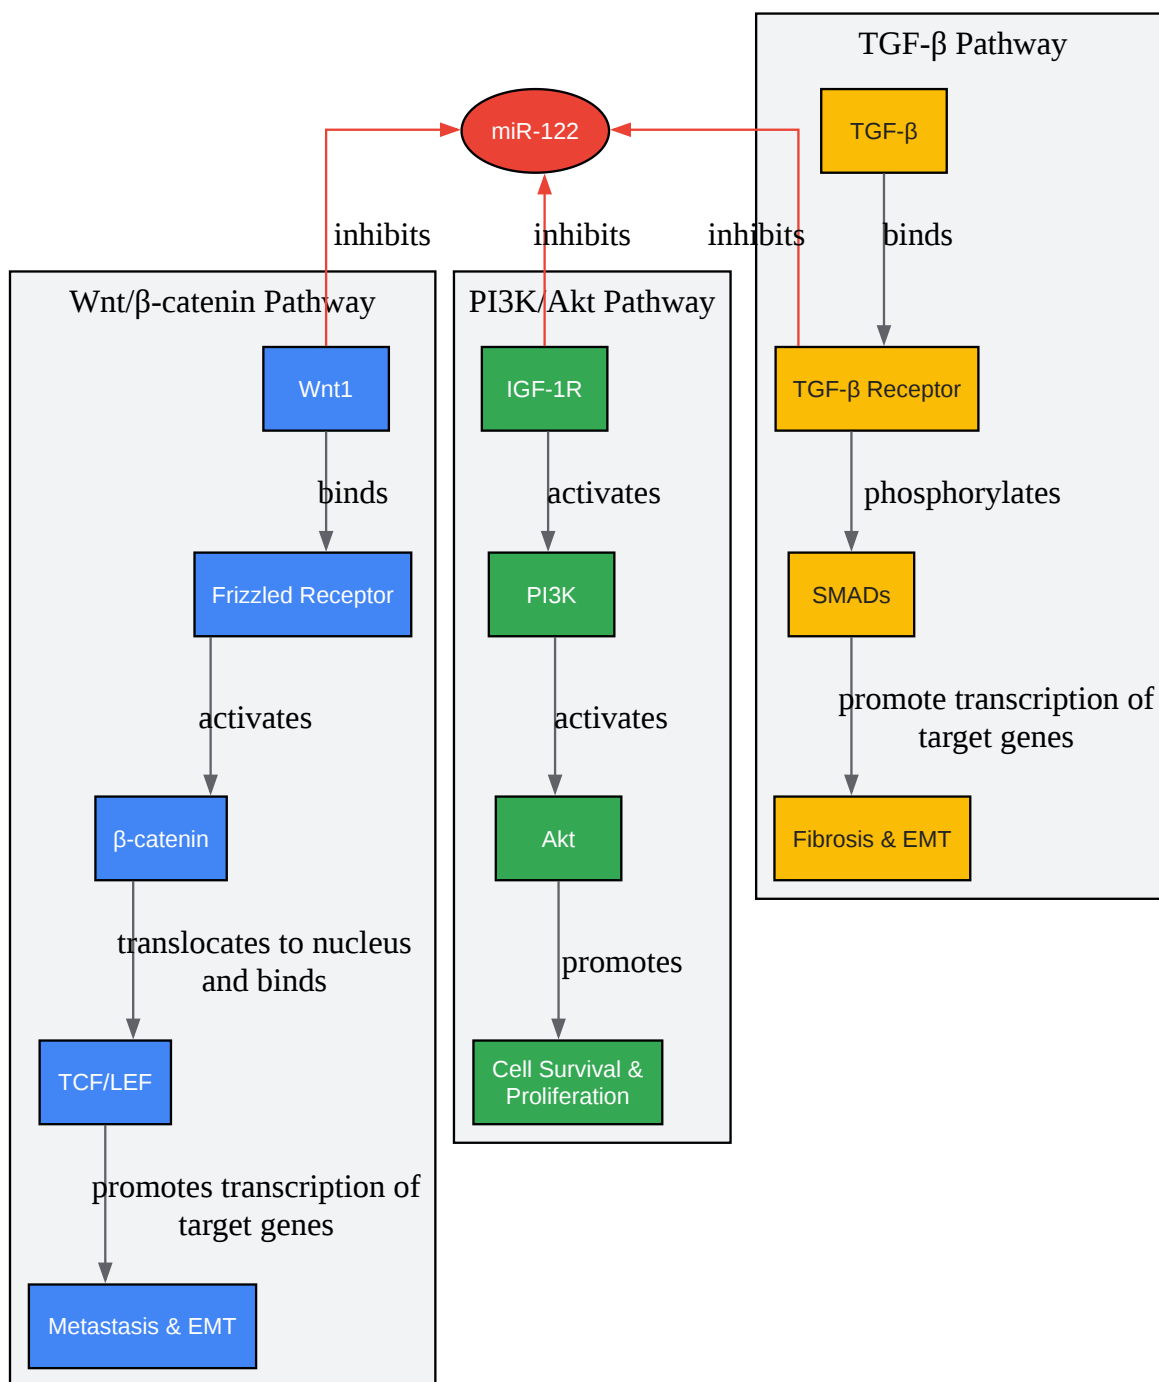 TGF-β Pathway
miR-122
TGF-β
inhibits
inhibits
inhibits
binds
Wnt/β-catenin Pathway
PI3K/Akt Pathway
Wnt1
IGF-1R
TGF-β Receptor
binds
activates
phosphorylates
Frizzled Receptor
PI3K
SMADs
activates
activates
promote transcription of
target genes
β-catenin
Akt
Fibrosis & EMT
translocates to nucleus
and binds
promotes
TCF/LEF
Cell Survival &
Proliferation
promotes transcription of
target genes
Metastasis & EMT